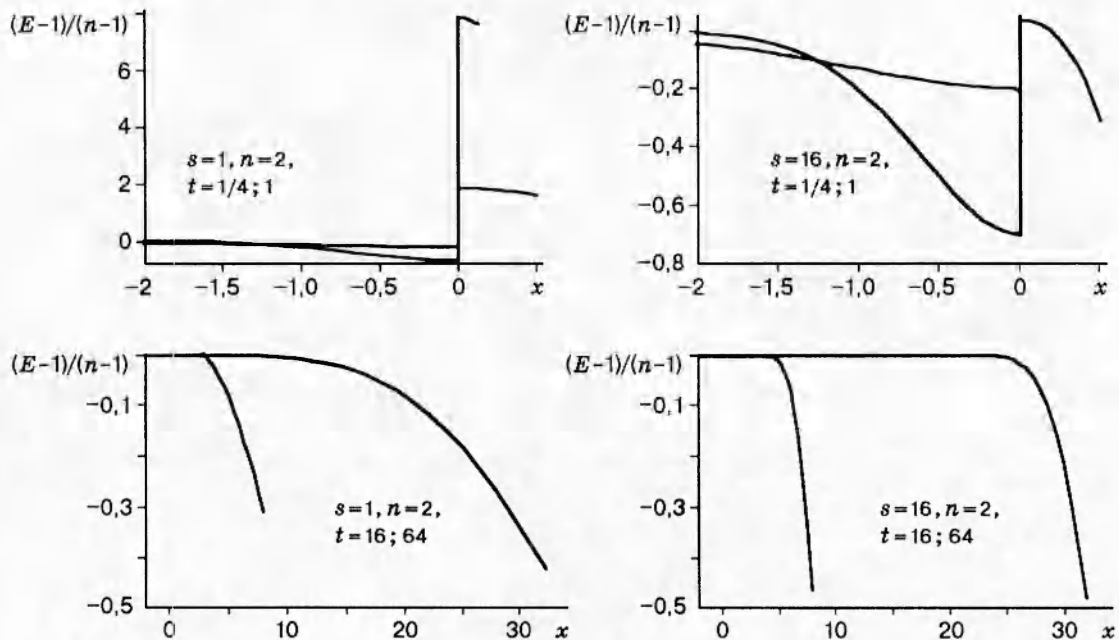 (E−1)/(n−1)
6
4
2
0
s=1, n=2,
t=1/4; 1
−2 −1,5 −1,0 −0,5 0 x
(E−1)/(n−1)
−0,2
−0,4
−0,6
−0,8
s=16, n=2,
t=1/4; 1
−2 −1,5 −1,0 −0,5 0 x
(E−1)/(n−1)
−0,1
−0,3
−0,5
s=1, n=2,
t=16; 64
0 10 20 30 x
(E−1)/(n−1)
−0,1
−0,3
−0,5
s=16, n=2,
t=16; 64
0 10 20 30 x